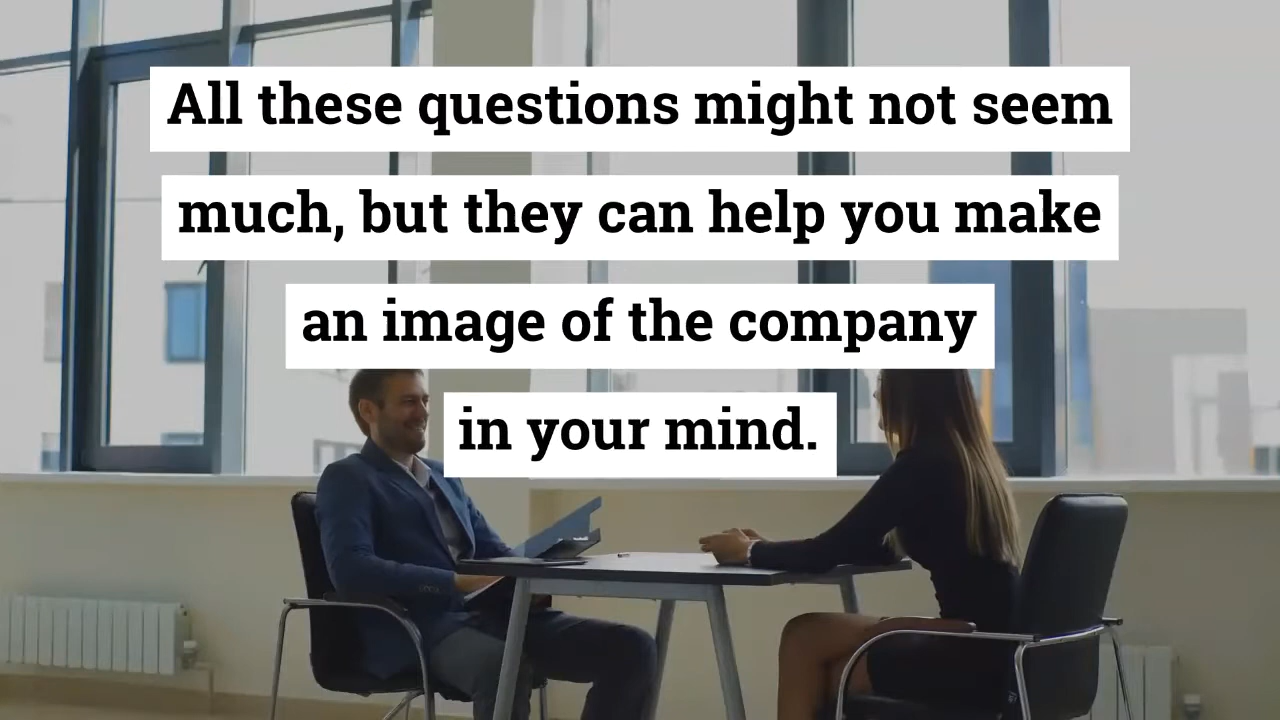 All these questions might not seem
much, but they can help you make
an image of the company
in your mind.